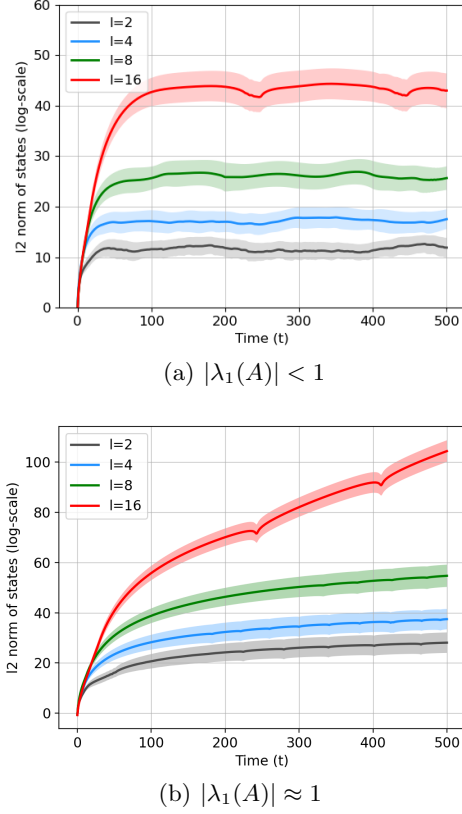 60
50
40
30
20
10
0
l2 norm of states (log-scale)
l=2
l=4
l=8
l=16
0 100 200 300 400 500
Time (t)
(a) |λ₁(A)| < 1
100
80
60
40
20
0
l2 norm of states (log-scale)
l=2
l=4
l=8
l=16
0 100 200 300 400 500
Time (t)
(b) |λ₁(A)| ≈ 1